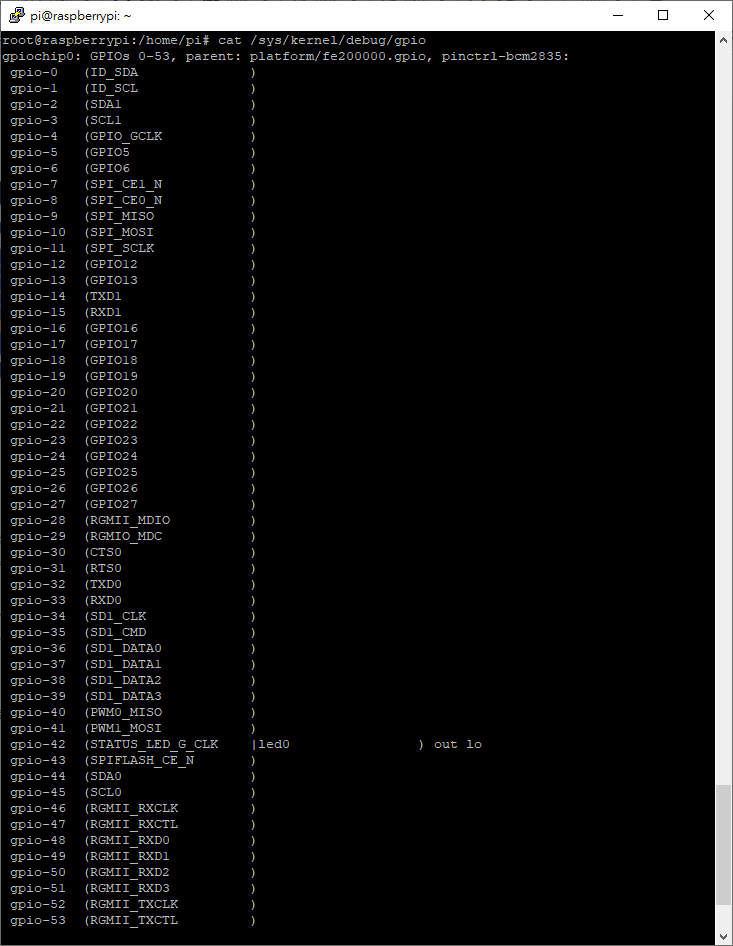 pi@raspberrypi: ~
root@raspberrypi:/home/pi# cat /sys/kernel/debug/gpio
gpiochip0: GPIOs 0-53, parent: platform/fe200000.gpio, pinctrl-bcm2835:
 gpio-0   (ID_SDA              )
 gpio-1   (ID_SCL              )
 gpio-2   (SDA1                )
 gpio-3   (SCL1                )
 gpio-4   (GPIO_GCLK           )
 gpio-5   (GPIO5               )
 gpio-6   (GPIO6               )
 gpio-7   (SPI_CE1_N           )
 gpio-8   (SPI_CE0_N           )
 gpio-9   (SPI_MISO            )
 gpio-10  (SPI_MOSI            )
 gpio-11  (SPI_SCLK            )
 gpio-12  (GPIO12              )
 gpio-13  (GPIO13              )
 gpio-14  (TXD1                )
 gpio-15  (RXD1                )
 gpio-16  (GPIO16              )
 gpio-17  (GPIO17              )
 gpio-18  (GPIO18              )
 gpio-19  (GPIO19              )
 gpio-20  (GPIO20              )
 gpio-21  (GPIO21              )
 gpio-22  (GPIO22              )
 gpio-23  (GPIO23              )
 gpio-24  (GPIO24              )
 gpio-25  (GPIO25              )
 gpio-26  (GPIO26              )
 gpio-27  (GPIO27              )
 gpio-28  (RGMII_MDIO          )
 gpio-29  (RGMIO_MDC           )
 gpio-30  (CTS0                )
 gpio-31  (RTS0                )
 gpio-32  (TXD0                )
 gpio-33  (RXD0                )
 gpio-34  (SD1_CLK             )
 gpio-35  (SD1_CMD             )
 gpio-36  (SD1_DATA0           )
 gpio-37  (SD1_DATA1           )
 gpio-38  (SD1_DATA2           )
 gpio-39  (SD1_DATA3           )
 gpio-40  (PWM0_MISO           )
 gpio-41  (PWM1_MOSI           )
 gpio-42  (STATUS_LED_G_CLK    |led0                ) out lo
 gpio-43  (SPIFLASH_CE_N       )
 gpio-44  (SDA0                )
 gpio-45  (SCL0                )
 gpio-46  (RGMII_RXCLK         )
 gpio-47  (RGMII_RXCTL         )
 gpio-48  (RGMII_RXD0          )
 gpio-49  (RGMII_RXD1          )
 gpio-50  (RGMII_RXD2          )
 gpio-51  (RGMII_RXD3          )
 gpio-52  (RGMII_TXCLK         )
 gpio-53  (RGMII_TXCTL         )